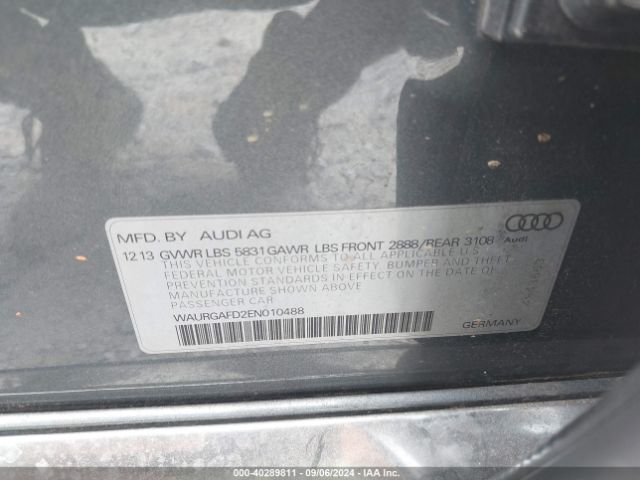 MFD. BY AUDI AG
12.13 GVWR LBS 5831 GAWR LBS FRONT 2888/REAR 3108
THIS VEHICLE CONFORMS TO ALL APPLICABLE U.S.
FEDERAL MOTOR VEHICLE SAFETY, BUMPER AND THEFT
PREVENTION STANDARDS IN EFFECT ON THE DATE OF
MANUFACTURE SHOWN ABOVE
PASSENGER CAR
WAURGAFD2EN010488
Audi
GERMANY
000-40289811 - 09/06/2024 - IAA Inc.